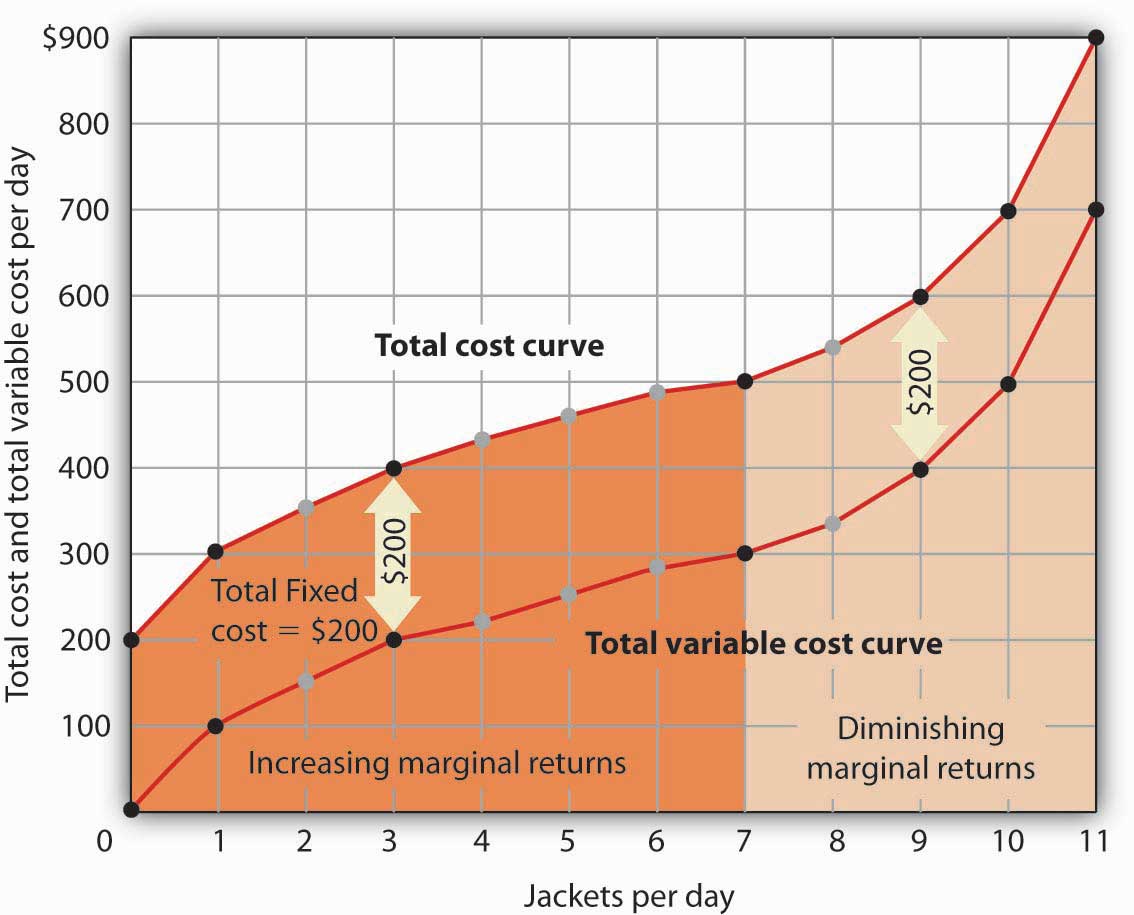 Total cost and total variable cost per day
$900
800
700
600
500
400
300
200
100
0
Total cost curve
$200
$200
Total Fixed
cost = $200
Total variable cost curve
Increasing marginal returns
Diminishing
marginal returns
1
2
3
4
5
6
7
8
9
10
11
Jackets per day